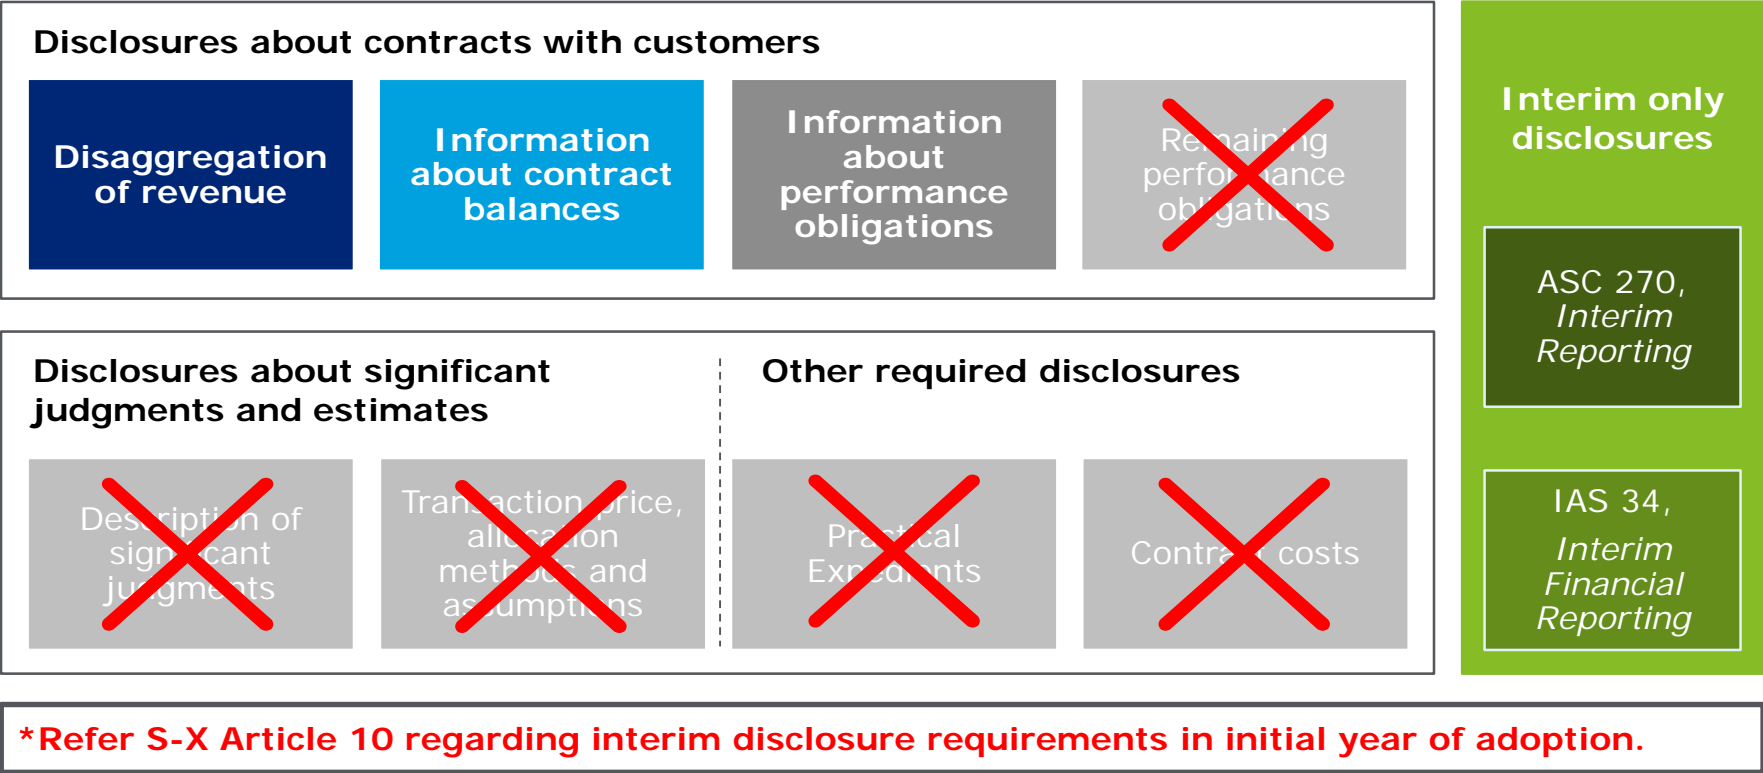 Disclosures about contracts with customers
Disaggregation
of revenue
Information
about contract
balances
Information
about
performance
obligations
Remaining
performance
obligations
Disclosures about significant
judgments and estimates
Description of
significant
judgments
Transaction price,
allocation
methods and
assumptions
Other required disclosures
Practical
Expedients
Contract costs
Interim only
disclosures
ASC 270,
Interim
Reporting
IAS 34,
Interim
Financial
Reporting
*Refer S-X Article 10 regarding interim disclosure requirements in initial year of adoption.